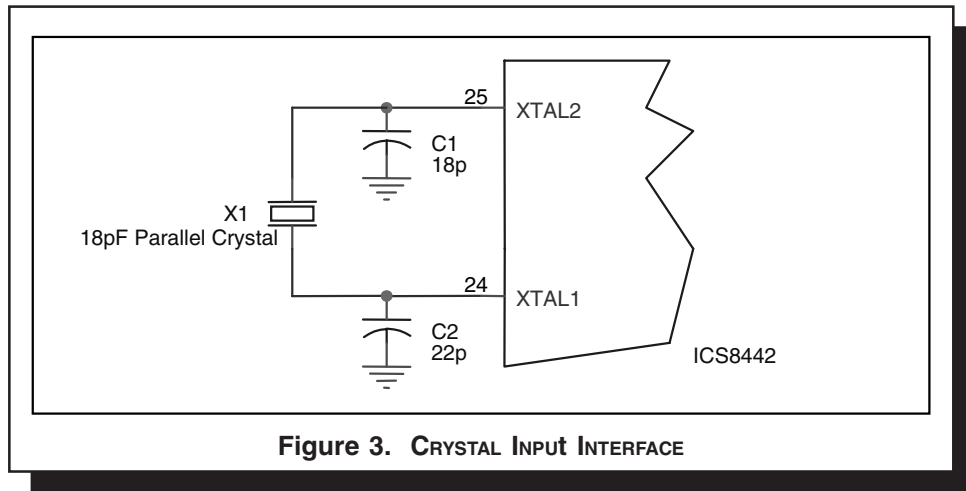 25
XTAL2
C1
18p
X1
18pF Parallel Crystal
24
XTAL1
C2
22p
ICS8442
Figure 3. CRYSTAL INPUt INTERFACE